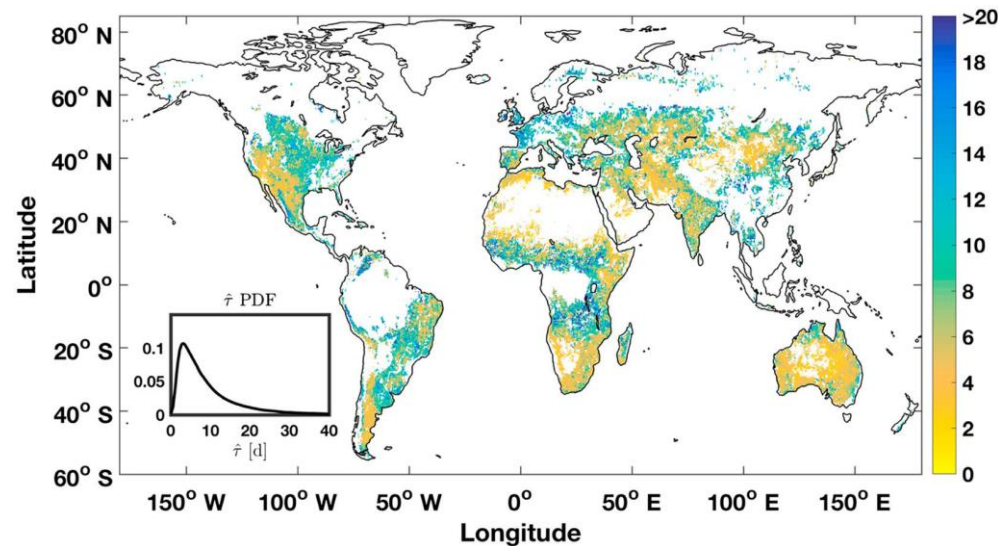 80° N
60° N
40° N
20° N
0°
20° S
40° S
60° S
Latitude
150° W
100° W
50° W
0°
50° E
100° E
150° E
Longitude
τ̂ PDF
0.1
0.05
0
0
10
20
30
40
τ̂ [d]
>20
18
16
14
12
10
8
6
4
2
0